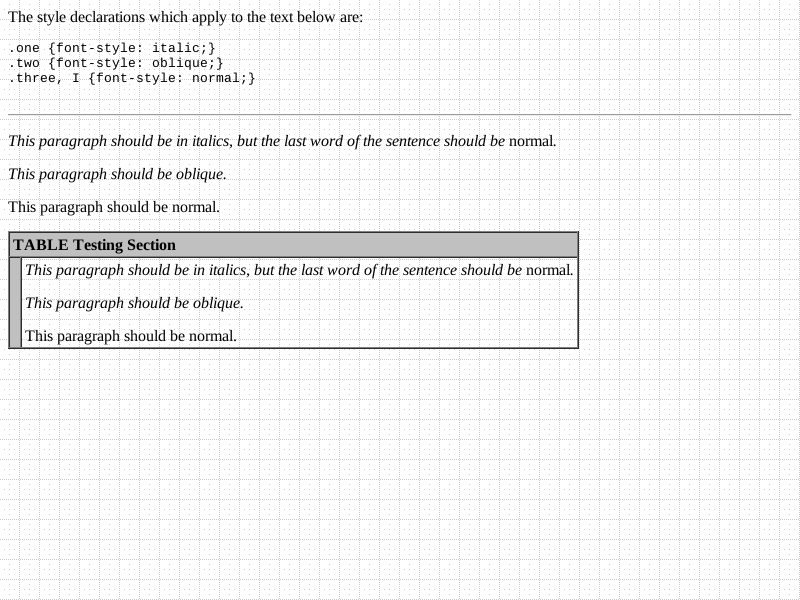 The style declarations which apply to the text below are:
.one {font-style: italic;}
.two {font-style: oblique;}
.three, I {font-style: normal;}
This paragraph should be in italics, but the last word of the sentence should be normal.
This paragraph should be oblique.
This paragraph should be normal.
TABLE Testing Section
This paragraph should be in italics, but the last word of the sentence should be normal.
This paragraph should be oblique.
This paragraph should be normal.